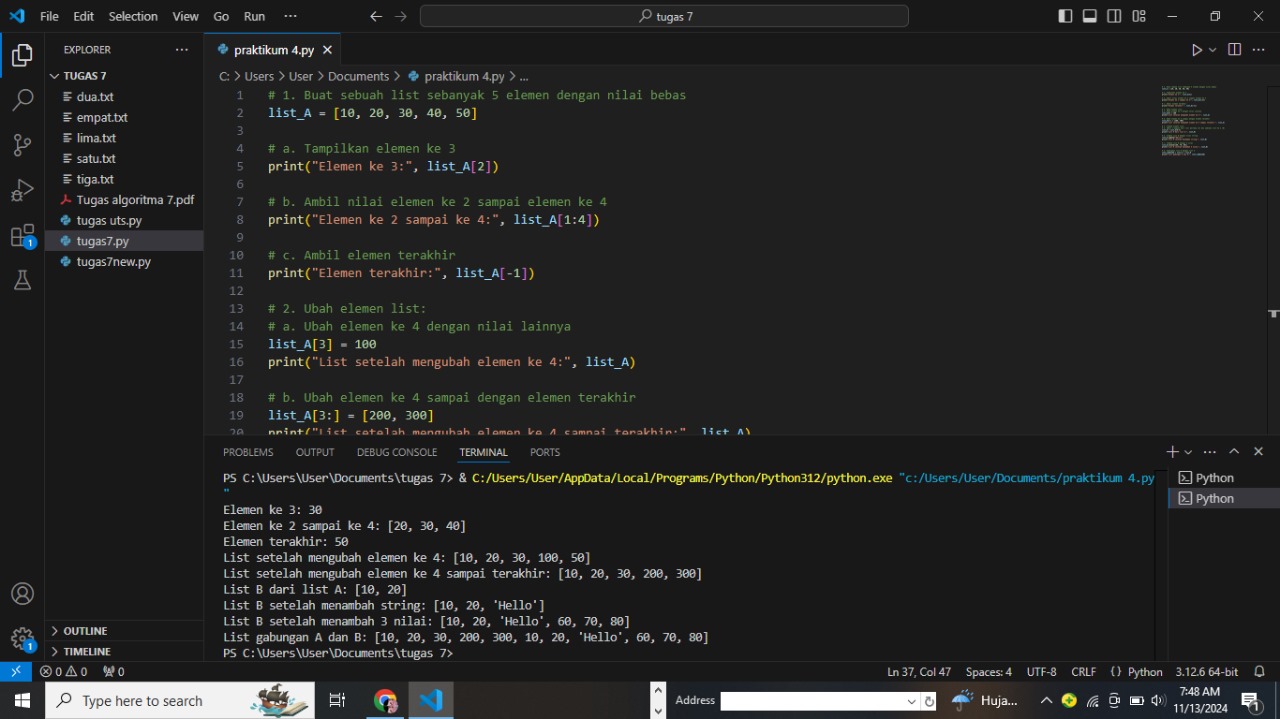 File Edit Selection View Go Run ··· tugas 7
EXPLORER ···
praktikum 4.py
TUGAS 7
dua.txt
empat.txt
lima.txt
satu.txt
tiga.txt
Tugas algoritma 7.pdf
tugas uts.py
tugas7.py
tugas7new.py
OUTLINE
TIMELINE
C: > Users > User > Documents > praktikum 4.py > ...
1 # 1. Buat sebuah list sebanyak 5 elemen dengan nilai bebas
2 list_A = [10, 20, 30, 40, 50]
3
4 # a. Tampilkan elemen ke 3
5 print("Elemen ke 3:", list_A[2])
6
7 # b. Ambil nilai elemen ke 2 sampai elemen ke 4
8 print("Elemen ke 2 sampai ke 4:", list_A[1:4])
9
10 # c. Ambil elemen terakhir
11 print("Elemen terakhir:", list_A[-1])
12
13 # 2. Ubah elemen list:
14 # a. Ubah elemen ke 4 dengan nilai lainnya
15 list_A[3] = 100
16 print("List setelah mengubah elemen ke 4:", list_A)
17
18 # b. Ubah elemen ke 4 sampai dengan elemen terakhir
19 list_A[3:] = [200, 300]
20 print("List setelah mengubah elemen ke 4 sampai terakhir:", list_A)
PROBLEMS OUTPUT DEBUG CONSOLE TERMINAL PORTS
PS C:\Users\User\Documents\tugas 7> & C:/Users/User/AppData/Local/Programs/Python/Python312/python.exe "c:/Users/User/Documents/praktikum 4.py
"
Elemen ke 3: 30
Elemen ke 2 sampai ke 4: [20, 30, 40]
Elemen terakhir: 50
List setelah mengubah elemen ke 4: [10, 20, 30, 100, 50]
List setelah mengubah elemen ke 4 sampai terakhir: [10, 20, 30, 200, 300]
List B dari list A: [10, 20]
List B setelah menambah string: [10, 20, 'Hello']
List B setelah menambah 3 nilai: [10, 20, 'Hello', 60, 70, 80]
List gabungan A dan B: [10, 20, 30, 200, 300, 10, 20, 'Hello', 60, 70, 80]
PS C:\Users\User\Documents\tugas 7>
Python
Python
1
1
0 0 0 Ln 37, Col 47 Spaces: 4 UTF-8 CRLF {} Python 3.12.6 64-bit
Type here to search Address Huja... 7:48 AM
11/13/2024
1